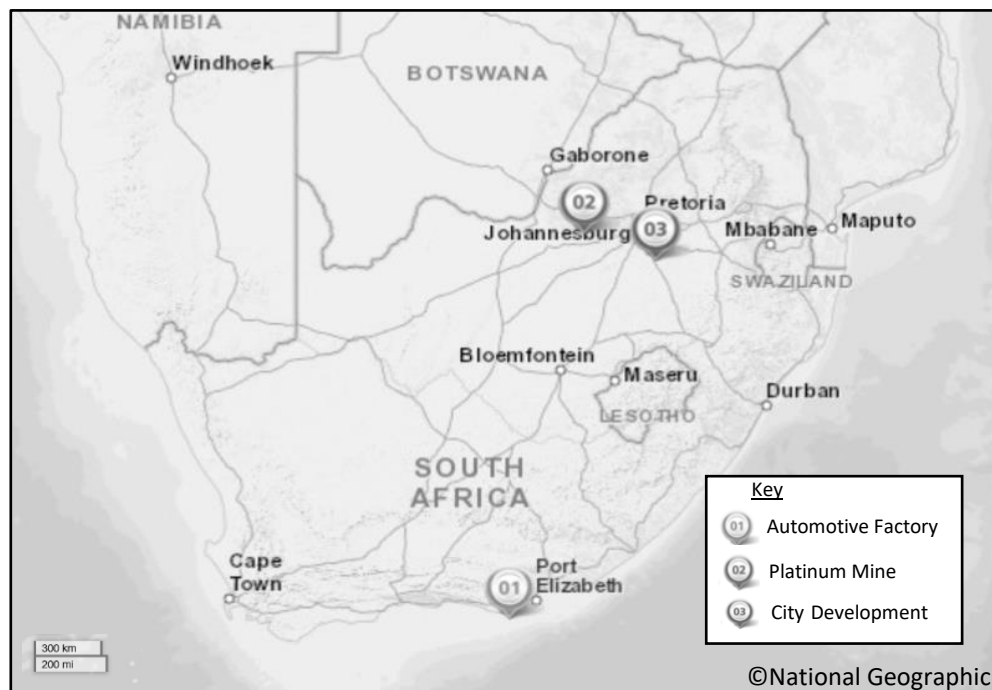 NAMIBIA
Windhoek
BOTSWANA
Gaborone
02
Pretoria
Johannesburg
03
Mbabane
Maputo
SWAZILAND
Bloemfontein
Maseru
Durban
LESOTHO
SOUTH
AFRICA
Cape
Town
01
Port
Elizabeth
Key
01 Automotive Factory
02 Platinum Mine
03 City Development
300 km
200 mi
©National Geographic